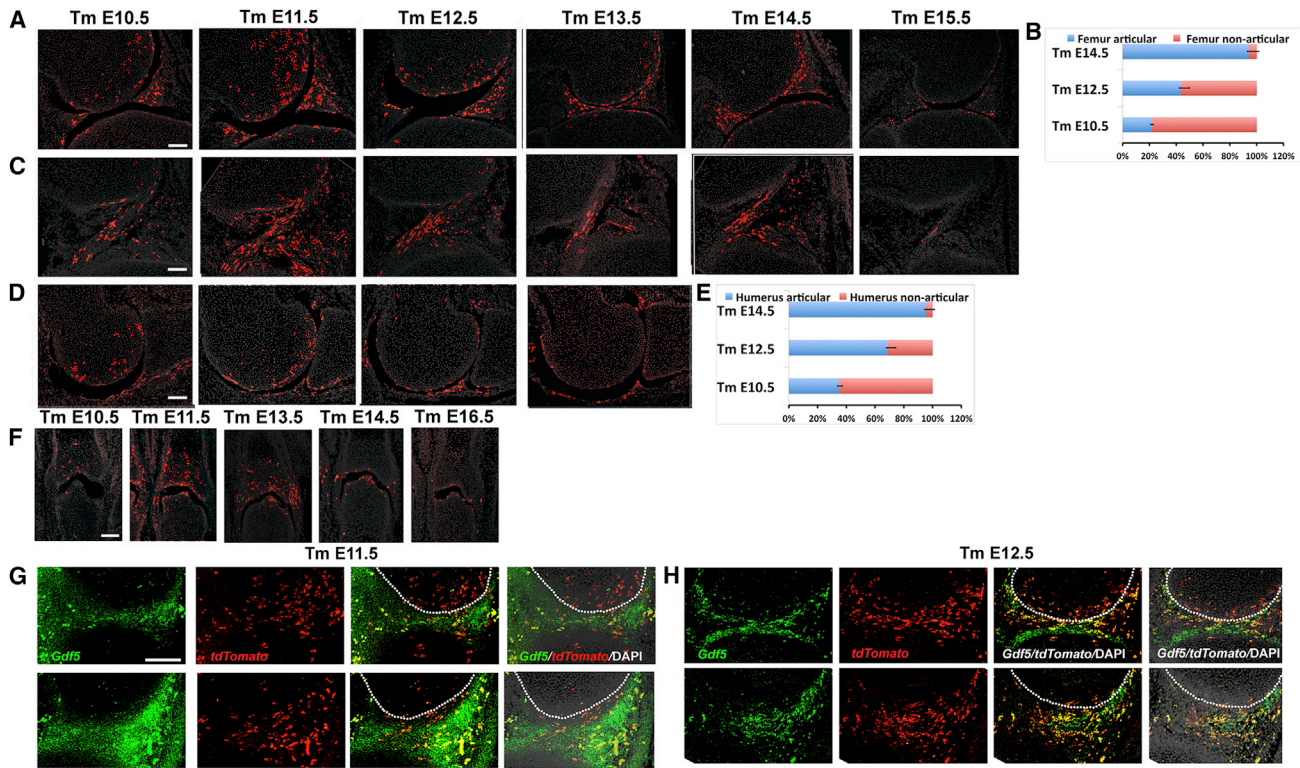 A
Tm E10.5 Tm E11.5 Tm E12.5 Tm E13.5 Tm E14.5 Tm E15.5
B
Femur articular Femur non-articular
Tm E14.5
Tm E12.5
Tm E10.5
0% 20% 40% 60% 80% 100% 120%
C
D
E
Humerus articular Humerus non-articular
Tm E14.5
Tm E12.5
Tm E10.5
0% 20% 40% 60% 80% 100% 120%
Tm E10.5 Tm E11.5 Tm E13.5 Tm E14.5 Tm E16.5
F
Tm E11.5
G
Gdf5 tdTomato Gdf5/tdTomato/DAPI
Tm E12.5
H
Gdf5 tdTomato Gdf5/tdTomato/DAPI Gdf5/tdTomato/DAPI